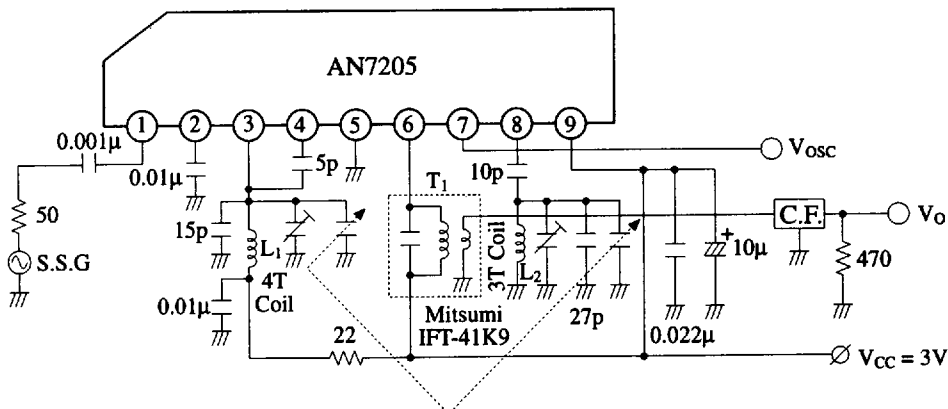 AN7205
1 2 3 4 5 6 7 8 9
0.001μ
0.01μ
5p
10p
VOSC
T1
50
15p
L1
4T
Coil
3T Coil
L2
C.F.
VO
+
10μ
470
S.S.G
0.01μ
Mitsumi
IFT-41K9
27p
0.022μ
22
VCC = 3V